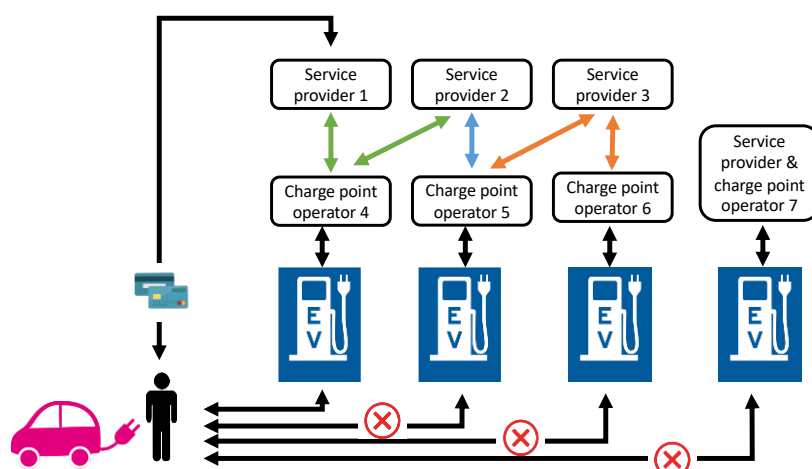 Service
provider 1
Service
provider 2
Service
provider 3
Service
provider &
charge point
operator 7
Charge point
operator 4
Charge point
operator 5
Charge point
operator 6
E
V
E
V
E
V
E
V